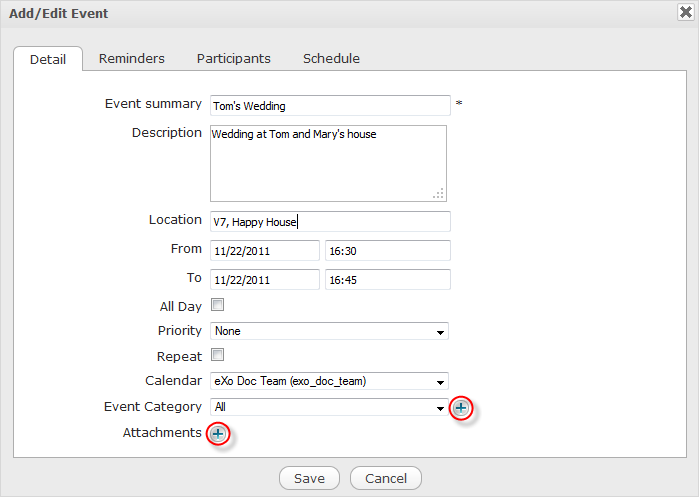 Add/Edit Event
Detail Reminders Participants Schedule
Event summary Tom's Wedding *
Description Wedding at Tom and Mary's house
Location V7, Happy House
From 11/22/2011 16:30
To 11/22/2011 16:45
All Day
Priority None
Repeat
Calendar eXo Doc Team (exo_doc_team)
Event Category All
Attachments
Save Cancel